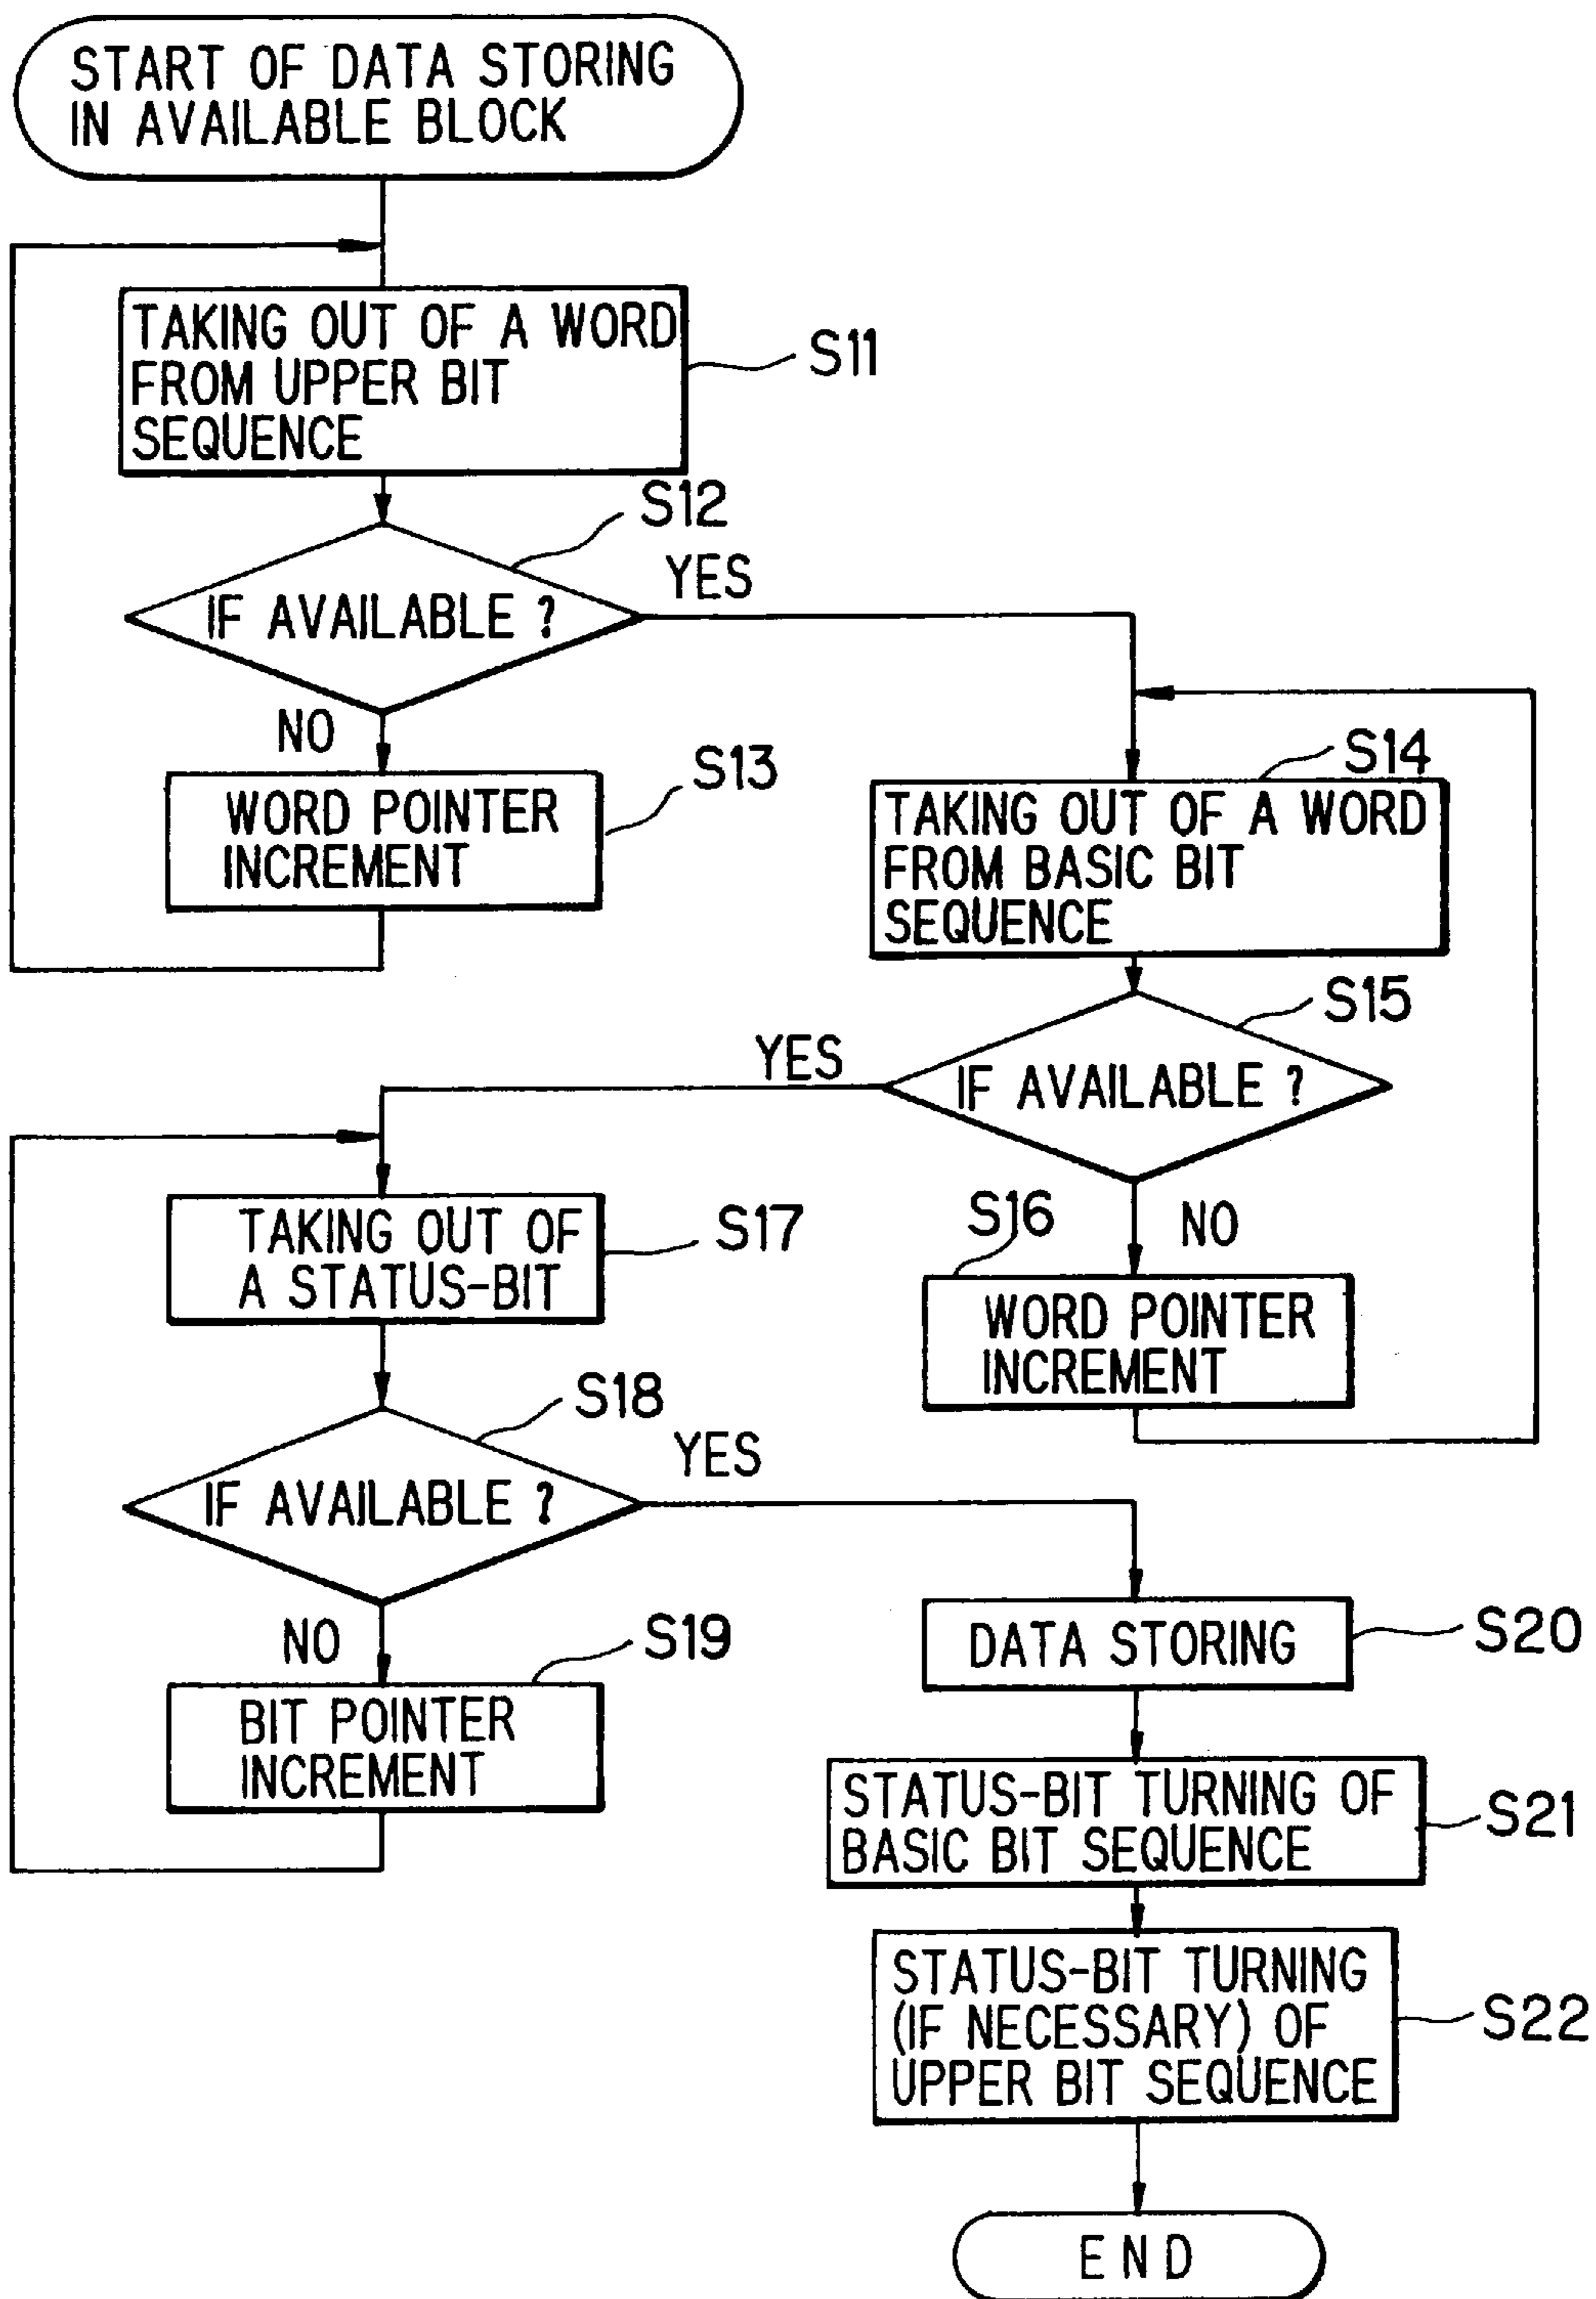 START OF DATA STORING
IN AVAILABLE BLOCK
TAKING OUT OF A WORD
FROM UPPER BIT
SEQUENCE
S11
S12
IF AVAILABLE ?
YES
NO
S13
WORD POINTER
INCREMENT
S14
TAKING OUT OF A WORD
FROM BASIC BIT
SEQUENCE
S15
IF AVAILABLE ?
YES
NO
S16
WORD POINTER
INCREMENT
S17
TAKING OUT OF
A STATUS-BIT
S18
IF AVAILABLE ?
YES
NO
S19
BIT POINTER
INCREMENT
DATA STORING
S20
STATUS-BIT TURNING OF
BASIC BIT SEQUENCE
S21
STATUS-BIT TURNING
(IF NECESSARY) OF
UPPER BIT SEQUENCE
S22
END